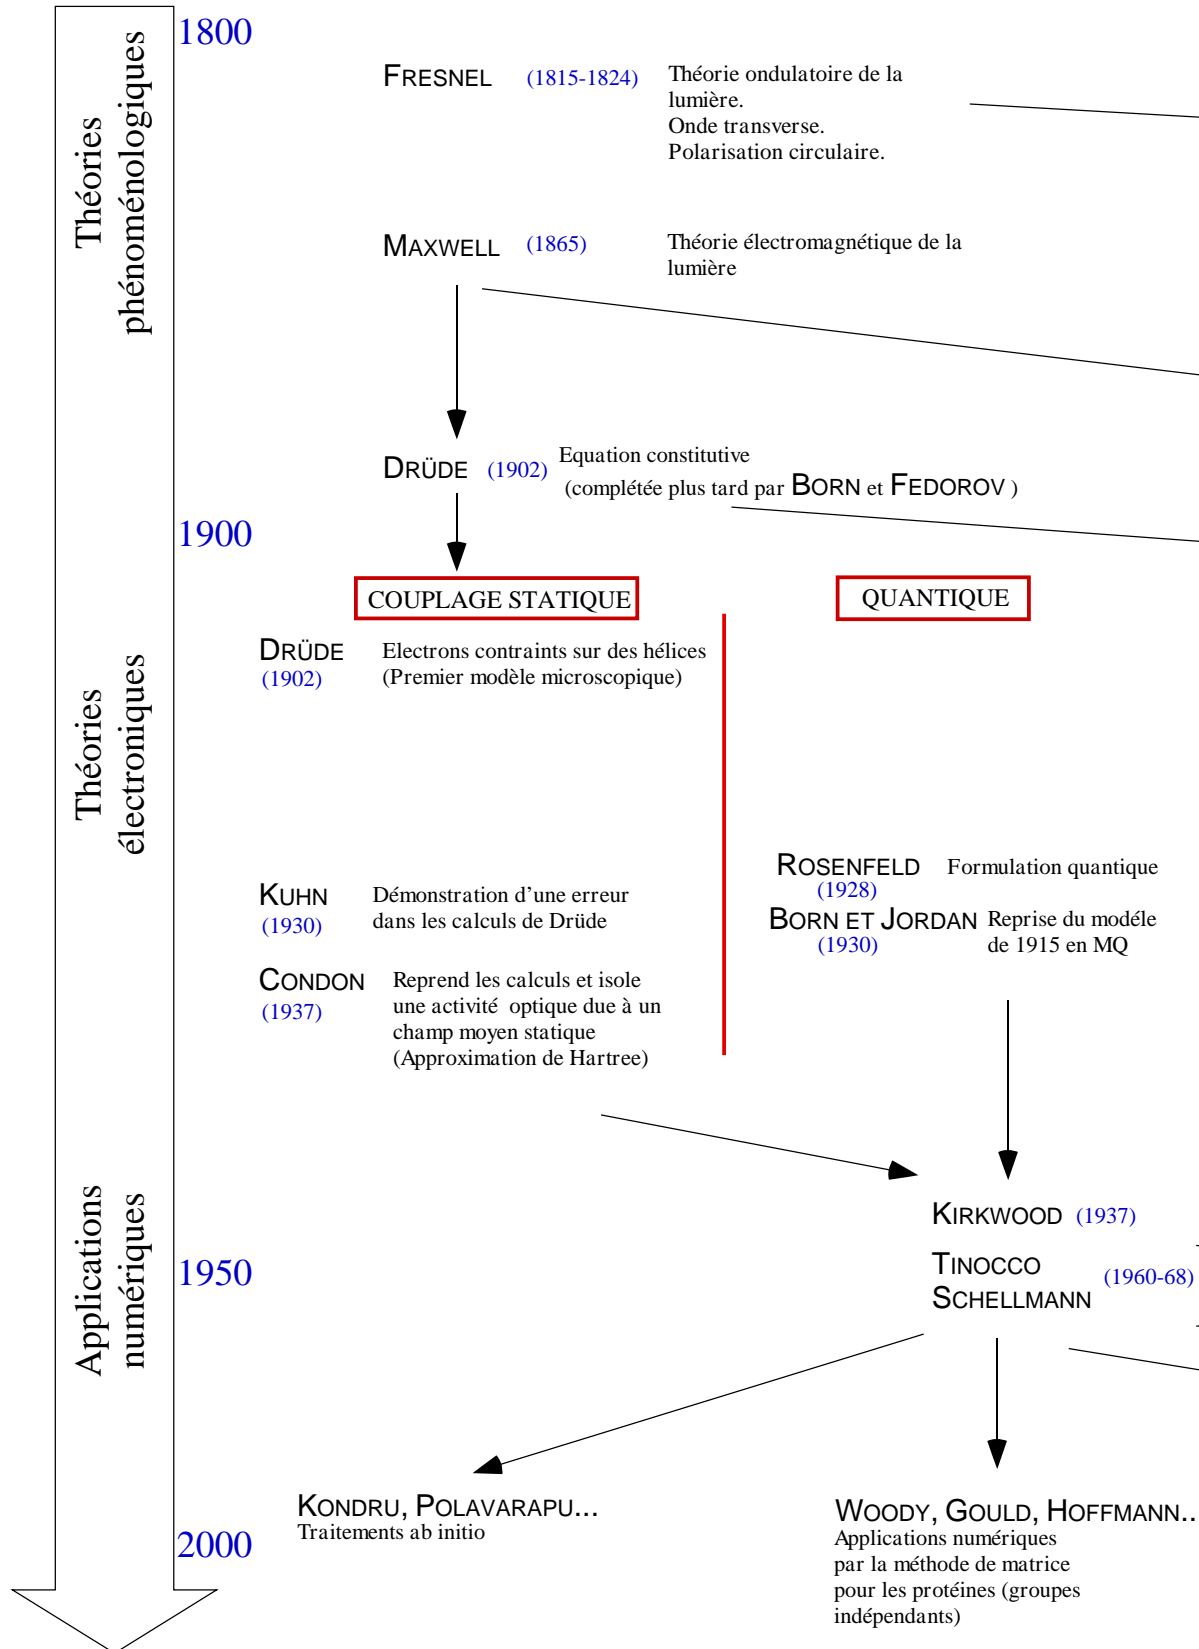 1800
FRESNEL (1815-1824) Théorie ondulatoire de la
lumière.
Onde transverse.
Polarisation circulaire.
Théories
phénoménologiques
MAXWELL (1865) Théorie électromagnétique de la
lumière
DRÜDE (1902) Equation constitutive
(complétée plus tard par BORN et FEDOROV )
1900
COUPLAGE STATIQUE
QUANTIQUE
DRÜDE Electrons contraints sur des hélices
(1902) (Premier modèle microscopique)
Théories
électroniques
ROSENFELD Formulation quantique
(1928)
KUHN Démonstration d'une erreur
(1930) dans les calculs de Drüde
BORN ET JORDAN Reprise du modéle
(1930) de 1915 en MQ
CONDON Reprend les calculs et isole
(1937) une activité optique due à un
champ moyen statique
(Approximation de Hartree)
Applications
numériques
KIRKWOOD (1937)
1950
TINOCCO
SCHELLMANN (1960-68)
KONDRU, POLAVARAPU...
Traitements ab initio
WOODY, GOULD, HOFFMANN..
Applications numériques
par la méthode de matrice
pour les protéines (groupes
indépendants)
2000